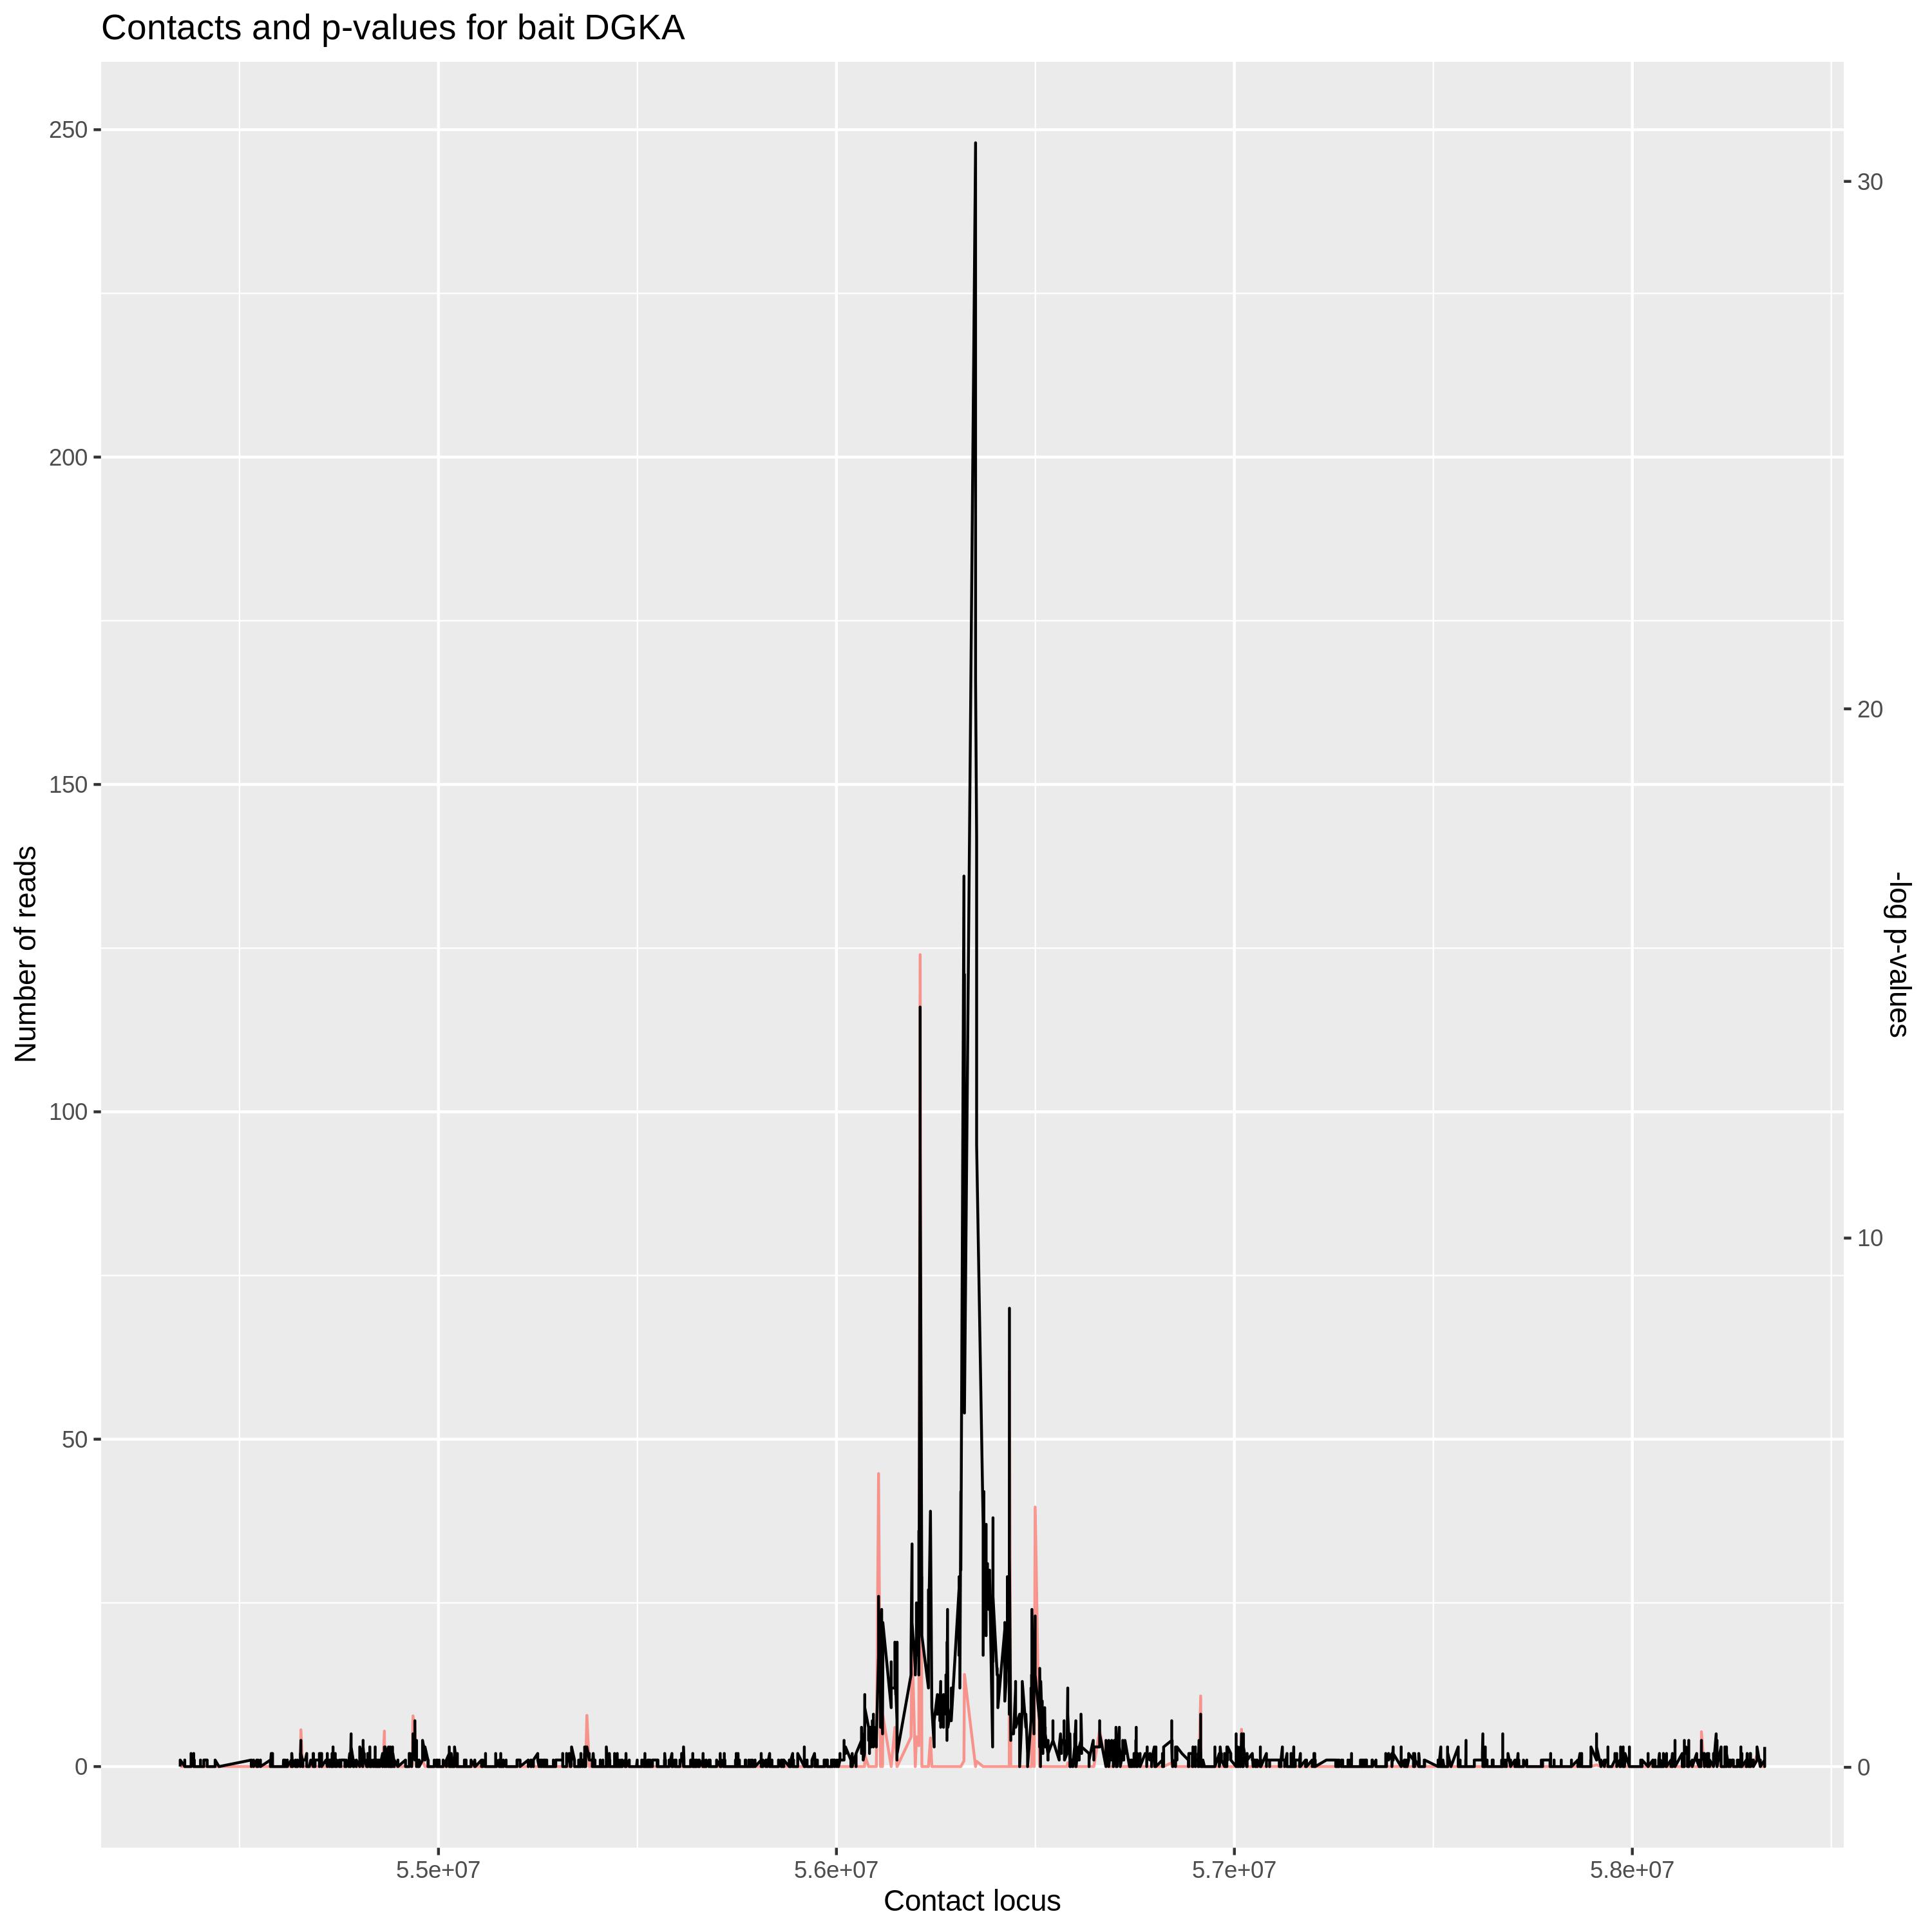 Contacts and p-values for bait DGKA
250
200
150
100
50
0
Number of reads
30
20
10
0
-log p-values
5.5e+07
5.6e+07
5.7e+07
5.8e+07
Contact locus